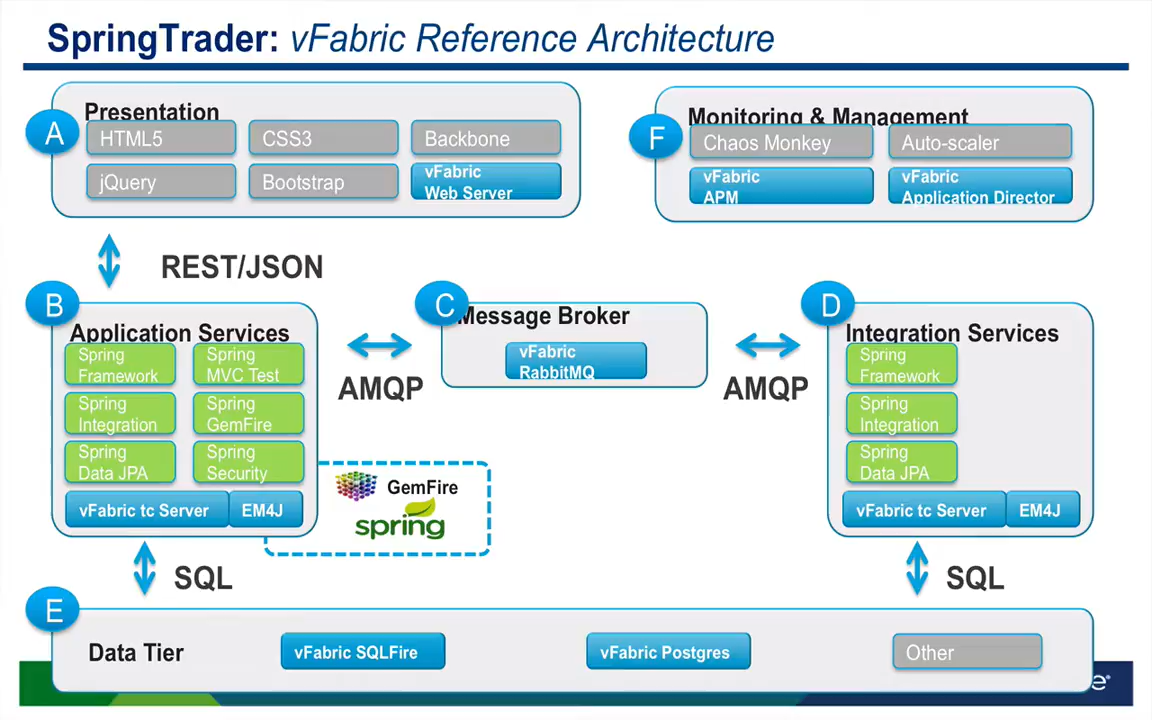 SpringTrader: vFabric Reference Architecture
A
Presentation
HTML5
CSS3
Backbone
jQuery
Bootstrap
vFabric
Web Server
F
Monitoring & Management
Chaos Monkey
Auto-scaler
vFabric
APM
vFabric
Application Director
REST/JSON
B
Application Services
Spring
Framework
Spring
MVC Test
Spring
Integration
Spring
GemFire
Spring
Data JPA
Spring
Security
vFabric tc Server
EM4J
AMQP
C
Message Broker
vFabric
RabbitMQ
AMQP
D
Integration Services
Spring
Framework
Spring
Integration
Spring
Data JPA
vFabric tc Server
EM4J
GemFire
spring
SQL
SQL
E
Data Tier
vFabric SQLFire
vFabric Postgres
Other